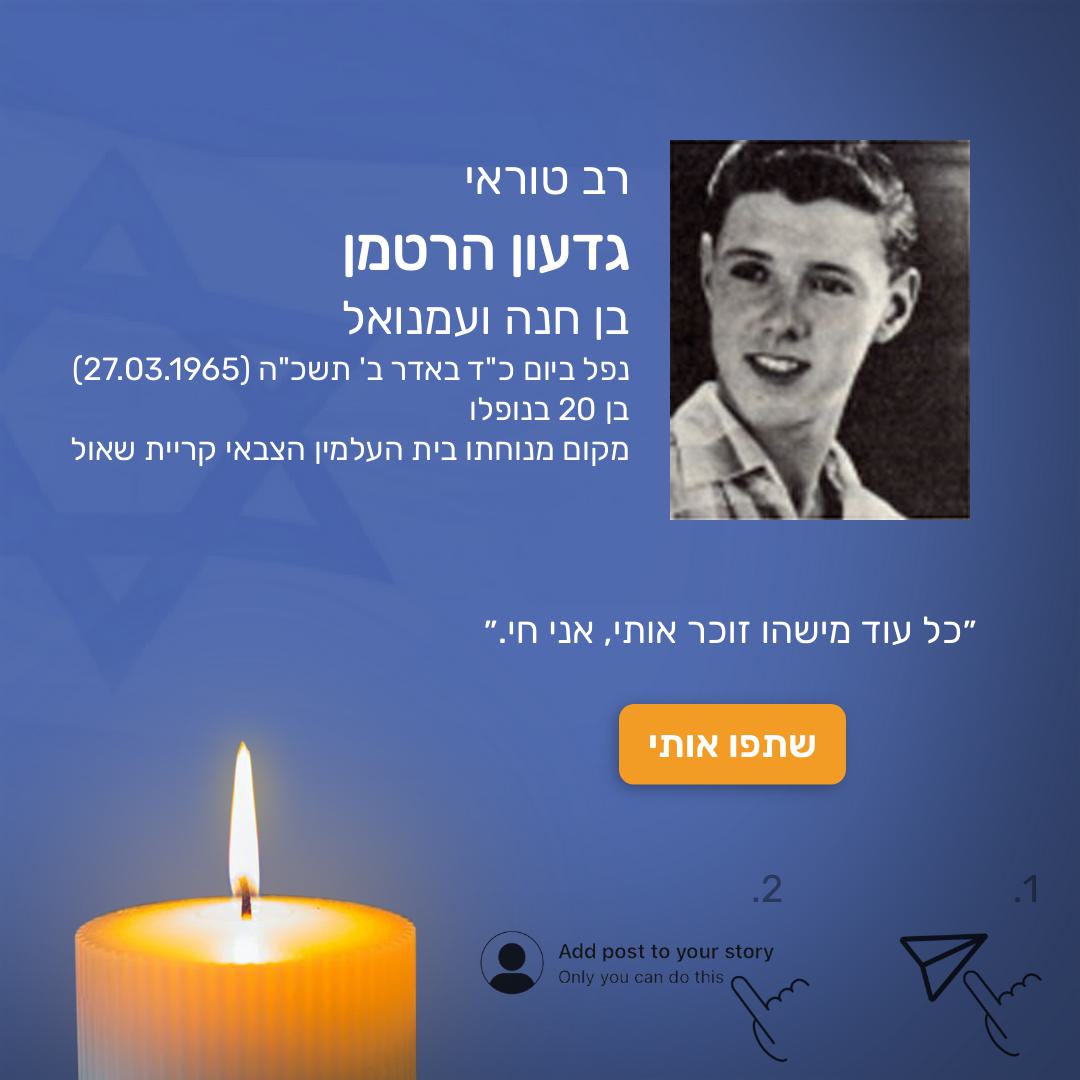 רב טוראי
גדעון הרטמן
בן חנה ועמנואל
נפל ביום כ"ד באדר ב' תשכ"ה (27.03.1965)
בן 20 בנופלו
מקום מנוחתו בית העלמין הצבאי קריית שאול
״כל עוד מישהו זוכר אותי, אני חי.״
שתפו אותי
1.
2.
Add post to your story
Only you can do this